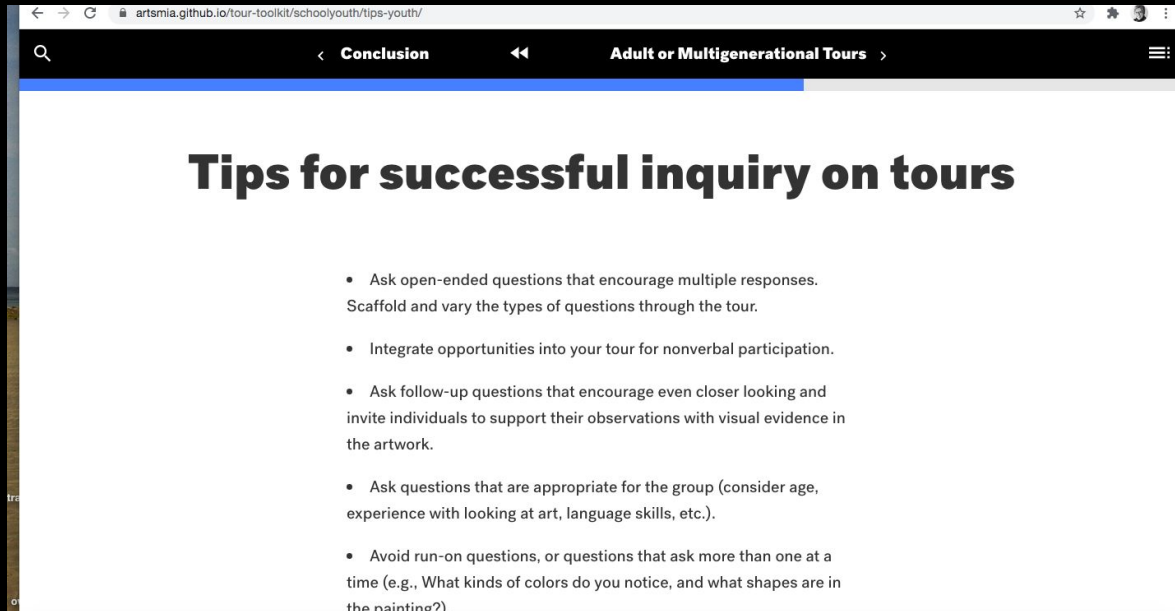 artsmia.github.io/tour-toolkit/schoolyouth/tips-youth/
‹ Conclusion
Adult or Multigenerational Tours ›
Tips for successful inquiry on tours
• Ask open-ended questions that encourage multiple responses.
Scaffold and vary the types of questions through the tour.
• Integrate opportunities into your tour for nonverbal participation.
• Ask follow-up questions that encourage even closer looking and
invite individuals to support their observations with visual evidence in
the artwork.
• Ask questions that are appropriate for the group (consider age,
experience with looking at art, language skills, etc.).
• Avoid run-on questions, or questions that ask more than one at a
time (e.g., What kinds of colors do you notice, and what shapes are in
the painting?)